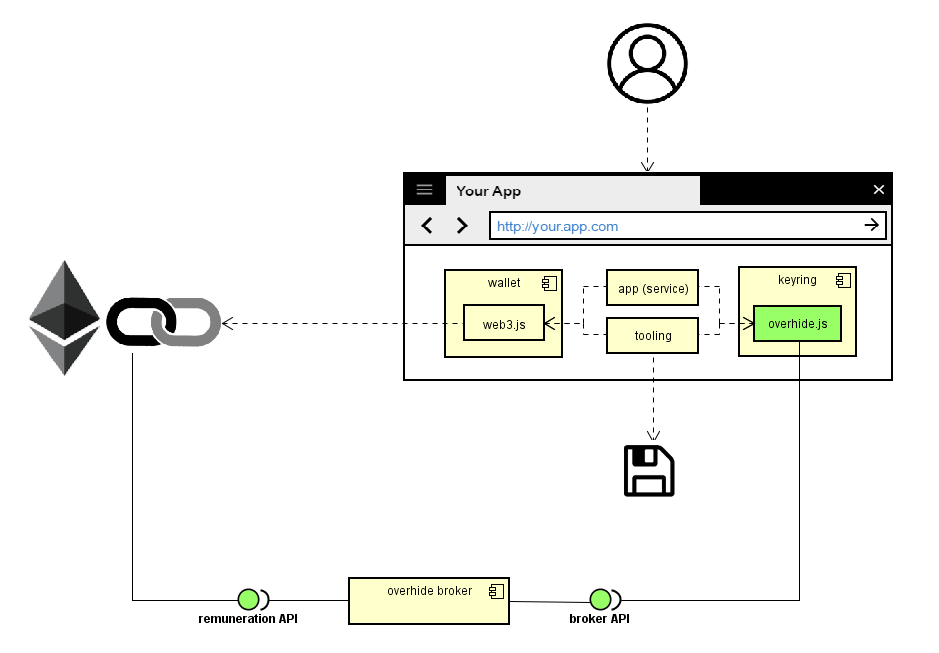 Your App
http://your.app.com
wallet
web3.js
app (service)
tooling
keyring
overhide.js
overhide broker
remuneration API
broker API